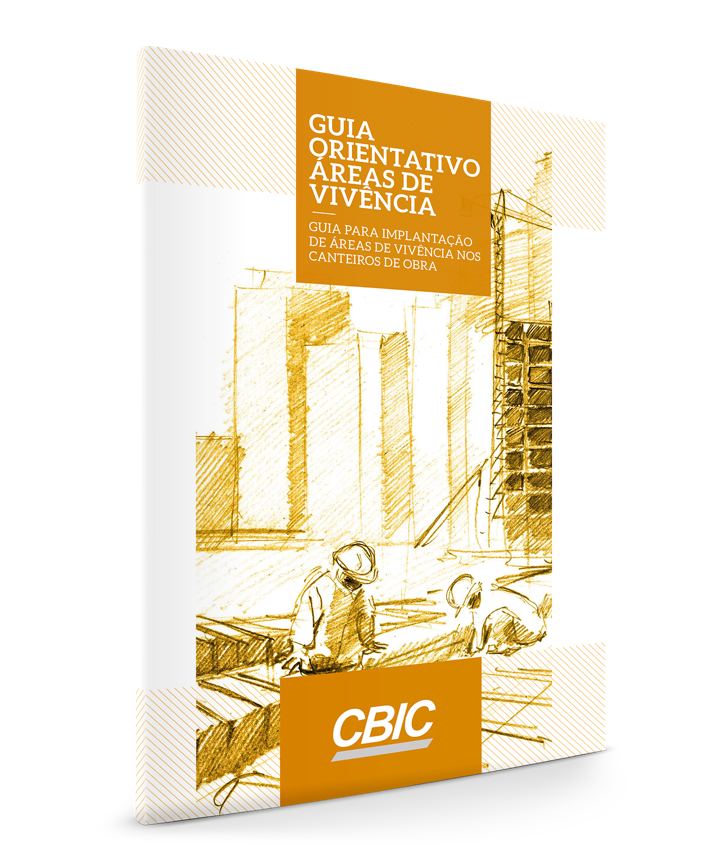 GUIA
ORIENTATIVO
ÁREAS DE
VIVÊNCIA
GUIA PARA IMPLANTAÇÃO
DE ÁREAS DE VIVÊNCIA NOS
CANTEIROS DE OBRA
CBIC